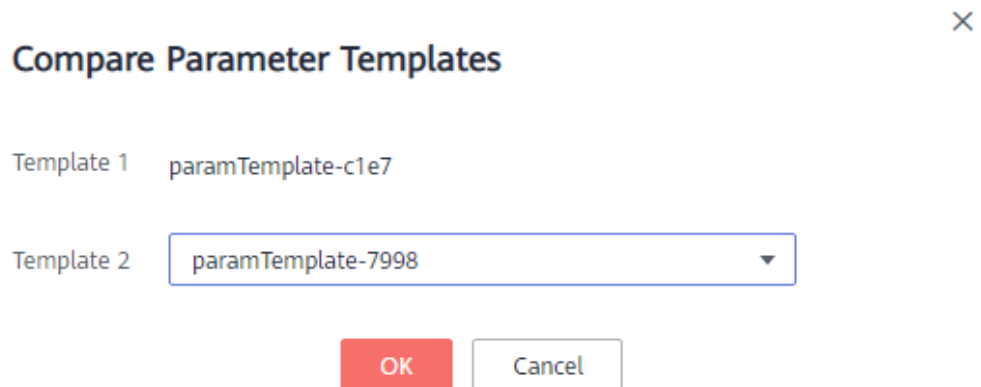 Compare Parameter Templates
Template 1 paramTemplate-c1e7
Template 2 paramTemplate-7998
OK Cancel